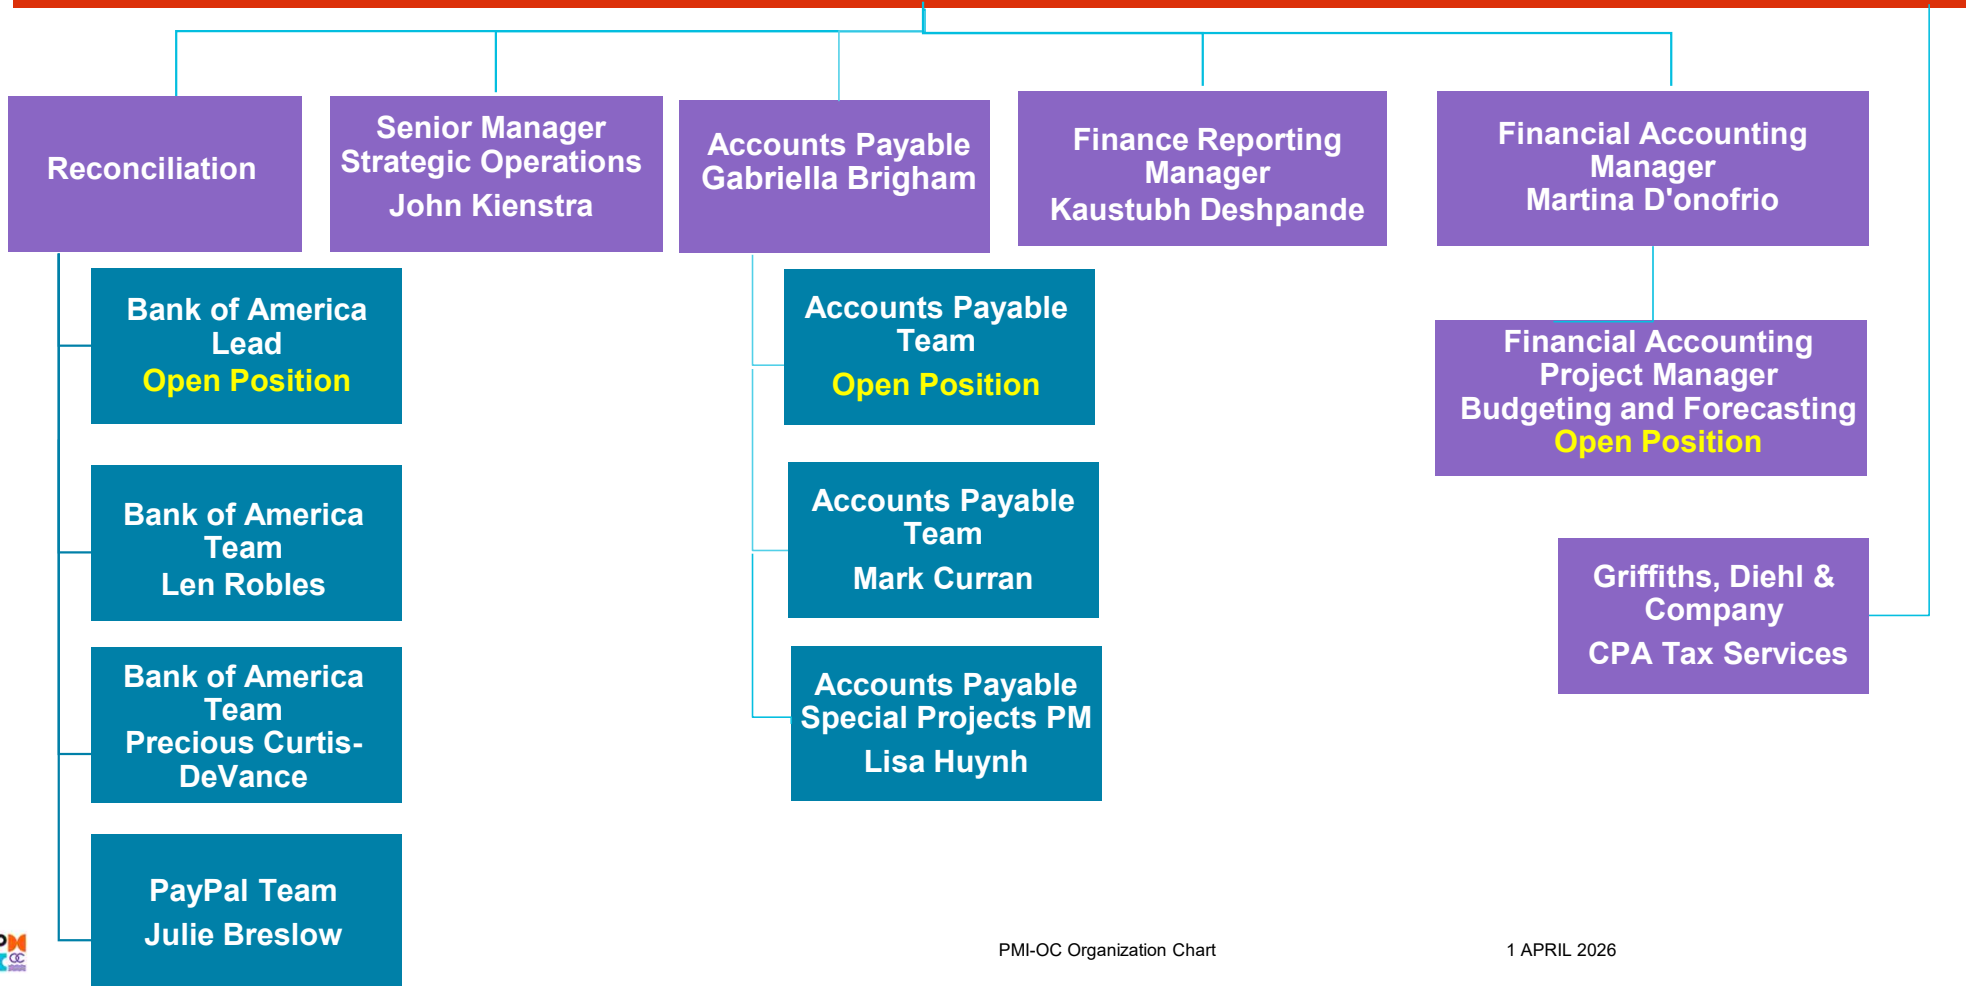 Reconciliation
Senior Manager
Strategic Operations
John Kienstra
Accounts Payable
Gabriella Brigham
Finance Reporting
Manager
Kaustubh Deshpande
Financial Accounting
Manager
Martina D'onofrio
Bank of America
Lead
Open Position
Bank of America
Team
Len Robles
Bank of America
Team
Precious Curtis-
DeVance
PayPal Team
Julie Breslow
Accounts Payable
Team
Open Position
Accounts Payable
Team
Mark Curran
Accounts Payable
Special Projects PM
Lisa Huynh
Financial Accounting
Project Manager
Budgeting and Forecasting
Open Position
Griffiths, Diehl &
Company
CPA Tax Services
OC
PMI-OC Organization Chart
1 APRIL 2026